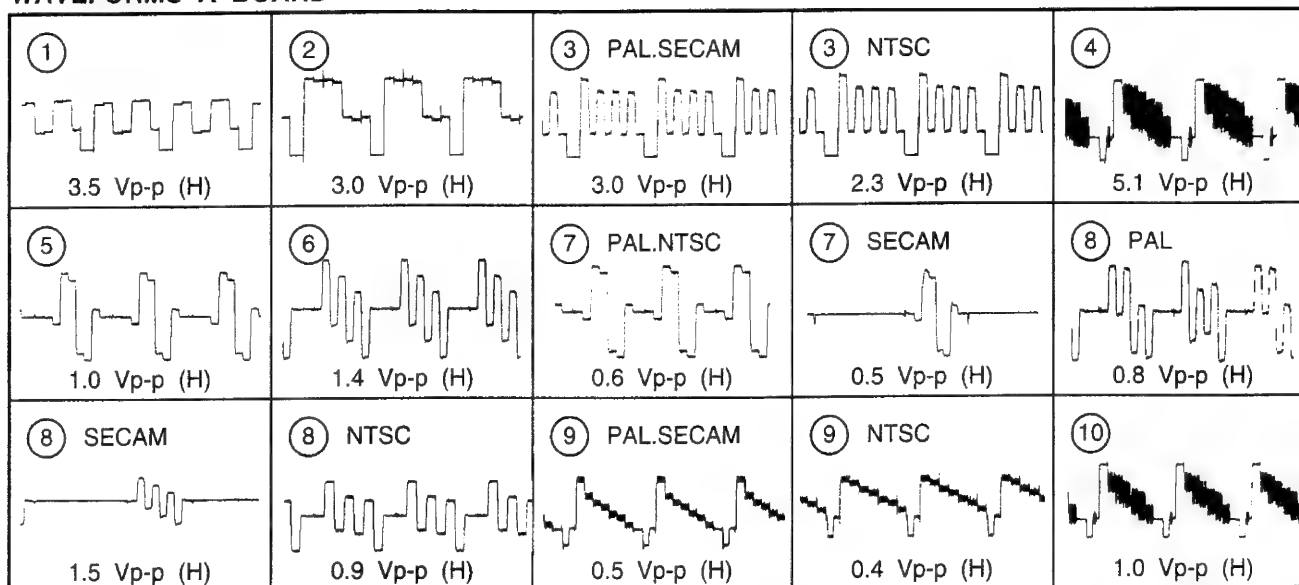 WAVEFORMS A BOARD
① ② ③ PAL.SECAM ③ NTSC ④
3.5 Vp-p (H) 3.0 Vp-p (H) 3.0 Vp-p (H) 2.3 Vp-p (H) 5.1 Vp-p (H)
⑤ ⑥ ⑦ PAL.NTSC ⑦ SECAM ⑧ PAL
1.0 Vp-p (H) 1.4 Vp-p (H) 0.6 Vp-p (H) 0.5 Vp-p (H) 0.8 Vp-p (H)
⑧ SECAM ⑧ NTSC ⑨ PAL.SECAM ⑨ NTSC ⑩
1.5 Vp-p (H) 0.9 Vp-p (H) 0.5 Vp-p (H) 0.4 Vp-p (H) 1.0 Vp-p (H)